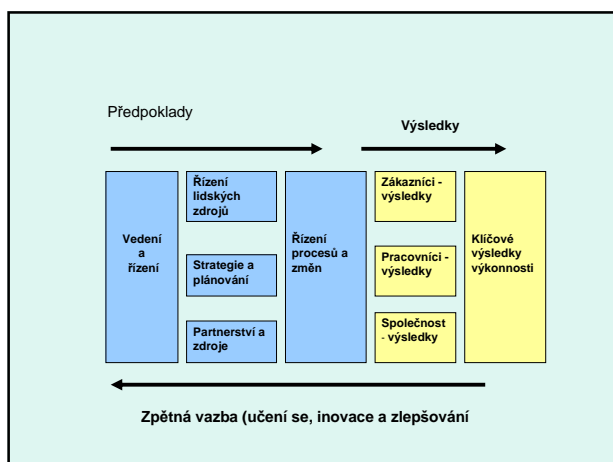 Předpoklady
Výsledky
Vedení
a
řízení
Řízení
lidských
zdrojů
Strategie a
plánování
Partnerství a
zdroje
Řízení
procesů a
změn
Zákazníci -
výsledky
Pracovníci -
výsledky
Společnost
- výsledky
Klíčové
výsledky
výkonnosti
Zpětná vazba (učení se, inovace a zlepšování